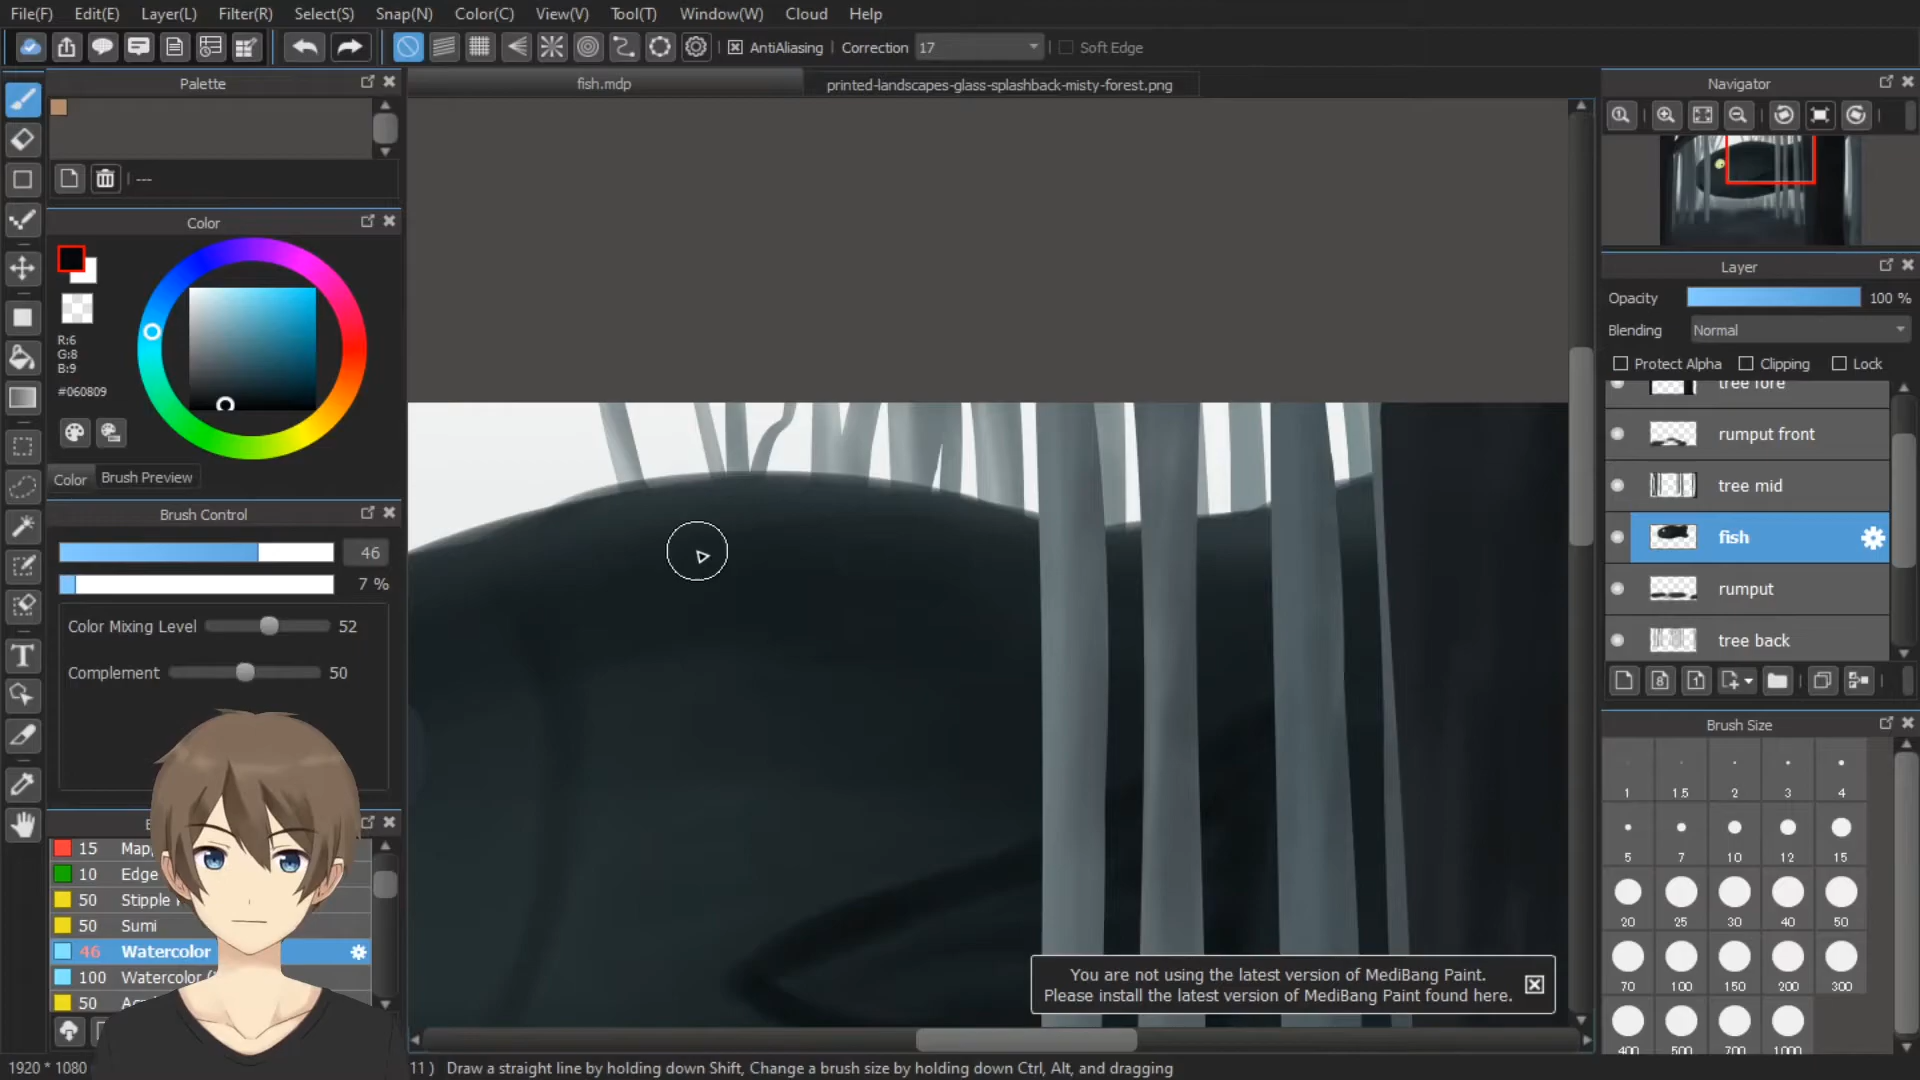 File(F) Edit(E) Layer(L) Filter(R) Select(S) Snap(N) Color(C) View(V) Tool(T) Window(W) Cloud Help
AntiAliasing Correction 17 Soft Edge
Palette
---
fish.mdp
printed-landscapes-glass-splashback-misty-forest.png
Navigator
Color
R:6
G:8
B:9
#060809
Color Brush Preview
Brush Control
46
7 %
Color Mixing Level 52
Complement 50
15
10 Edge
50 Stipple
50 Sumi
46 Watercolor
100 Watercolor
50
Layer
Opacity 100 %
Blending Normal
Protect Alpha Clipping Lock
tree fore
rumput front
tree mid
fish
rumput
tree back
Brush Size
1 1.5 2 3 4
5 7 10 12 15
20 25 30 40 50
70 100 150 200 300
400 500 700 1000
You are not using the latest version of MediBang Paint.
Please install the latest version of MediBang Paint found here.
1920 * 1080
11 ) Draw a straight line by holding down Shift, Change a brush size by holding down Ctrl, Alt, and dragging